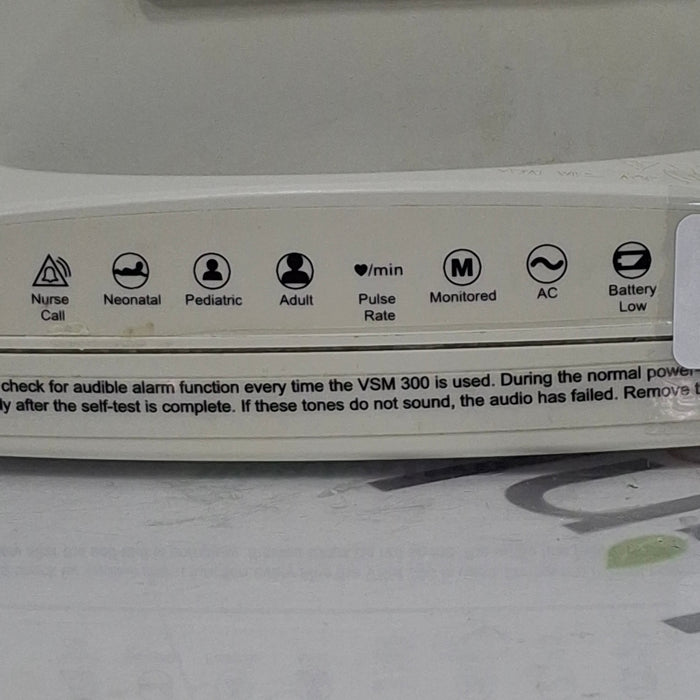 ♥/min
M
Nurse Call
Neonatal
Pediatric
Adult
Pulse Rate
Monitored
AC
Battery Low
check for audible alarm function every time the VSM 300 is used. During the normal power-
ly after the self-test is complete. If these tones do not sound, the audio has failed. Remove t